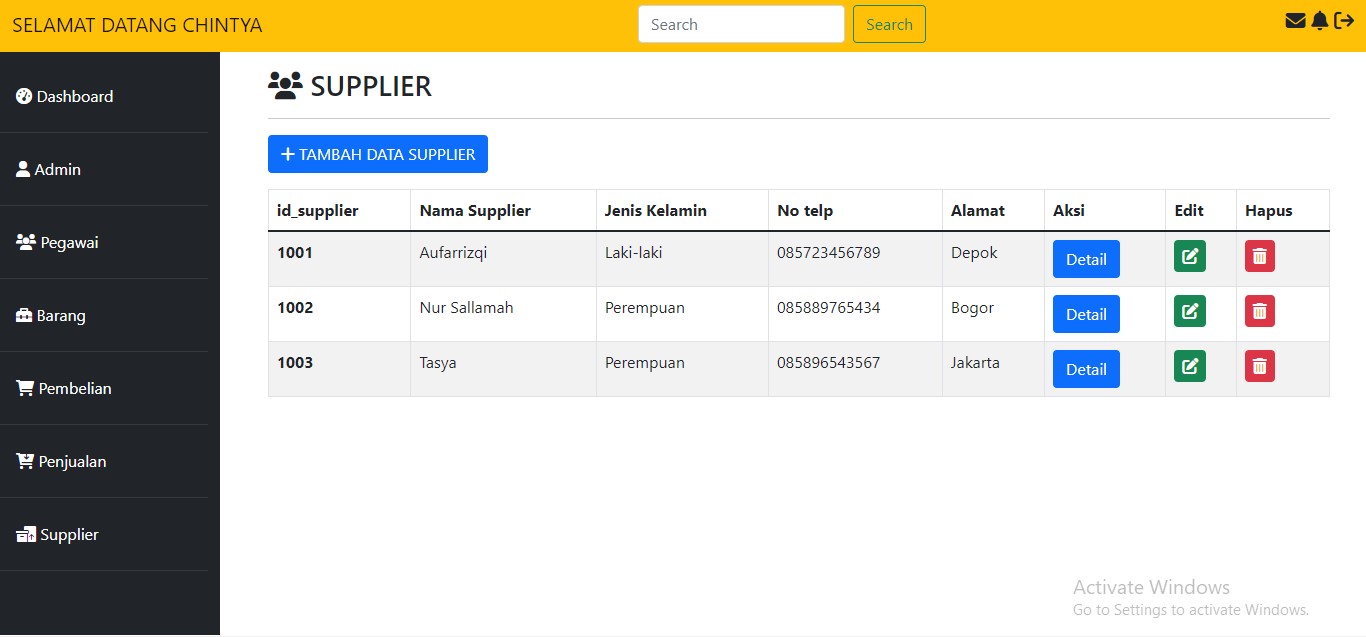 SELAMAT DATANG CHINTYA
Search Search
Dashboard
Admin
Pegawai
Barang
Pembelian
Penjualan
Supplier
SUPPLIER
TAMBAH DATA SUPPLIER
id_supplier Nama Supplier Jenis Kelamin No telp Alamat Aksi Edit Hapus
1001 Aufarrizqi Laki-laki 085723456789 Depok Detail
1002 Nur Sallamah Perempuan 085889765434 Bogor Detail
1003 Tasya Perempuan 085896543567 Jakarta Detail
Activate Windows
Go to Settings to activate Windows.